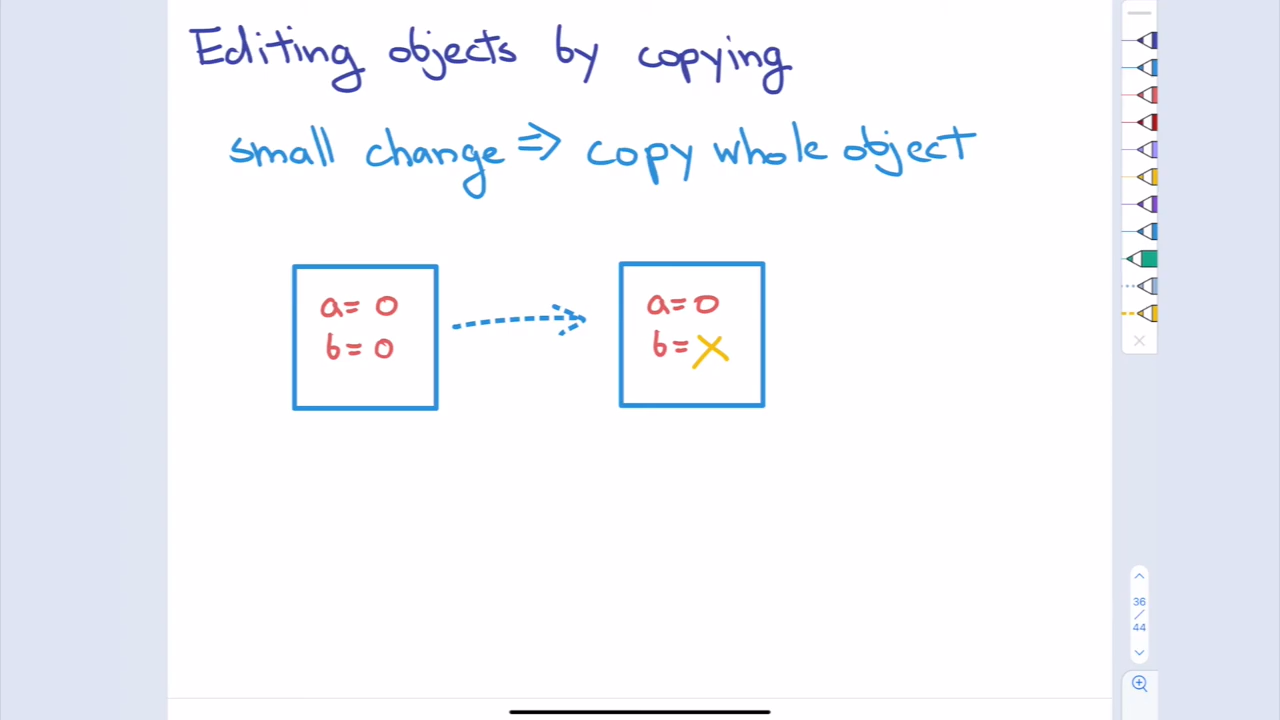 Editing objects by copying
small change => copy whole object
a= 0
b= 0
a= 0
b= X
36
/
44